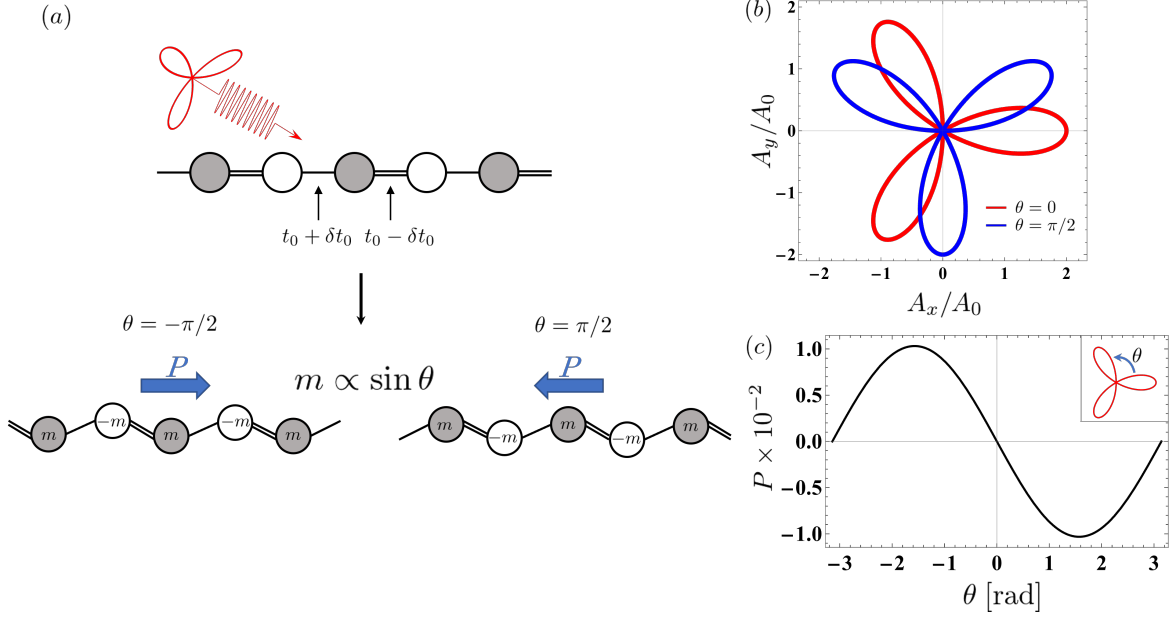 (a)
t₀ + δt₀
t₀ − δt₀
θ = −π/2
θ = π/2
P
m ∝ sin θ
P
m
−m
m
−m
m
m
−m
m
−m
m
(b)
A_y/A₀
2
1
0
−1
−2
θ = 0
θ = π/2
−2
−1
0
1
2
A_x/A₀
(c)
P × 10⁻²
1.0
0.5
0.0
−0.5
−1.0
θ
−3
−2
−1
0
1
2
3
θ [rad]